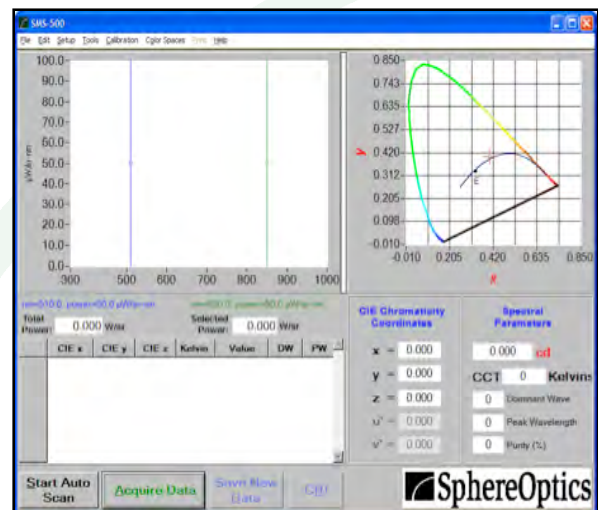 SMS-500
File Edit Setup Tools Calibration Color Spaces Print Help
100.0
90.0
80.0
70.0
60.0
50.0
40.0
30.0
20.0
10.0
0.0
300 500 600 700 800 900 1000
0.850
0.743
0.635
0.527
0.420
0.312
0.205
0.098
-0.010
-0.010 0.205 0.420 0.635 0.850
y
x
E
Total Power: 0.000 W/sr
Selected Power: 0.000 W/sr
CIE x CIE y CIE z Kelvin Value DW PW
CIE Chromaticity Coordinates
x = 0.000
y = 0.000
z = 0.000
u' = 0.000
v' = 0.000
Spectral Parameters
0.000 cd
CCT 0 Kelvins
0 Dominant Wave
0 Peak Wavelength
0 Purity (%)
Start Auto Scan
Acquire Data
Save New Data
CRI
SphereOptics